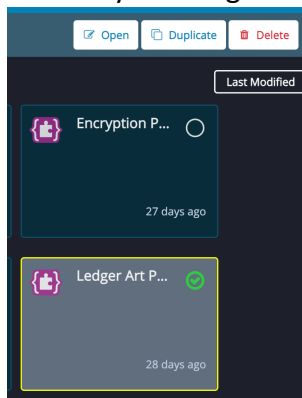 Open Duplicate Delete
Last Modified
Encryption P...
27 days ago
Ledger Art P...
28 days ago